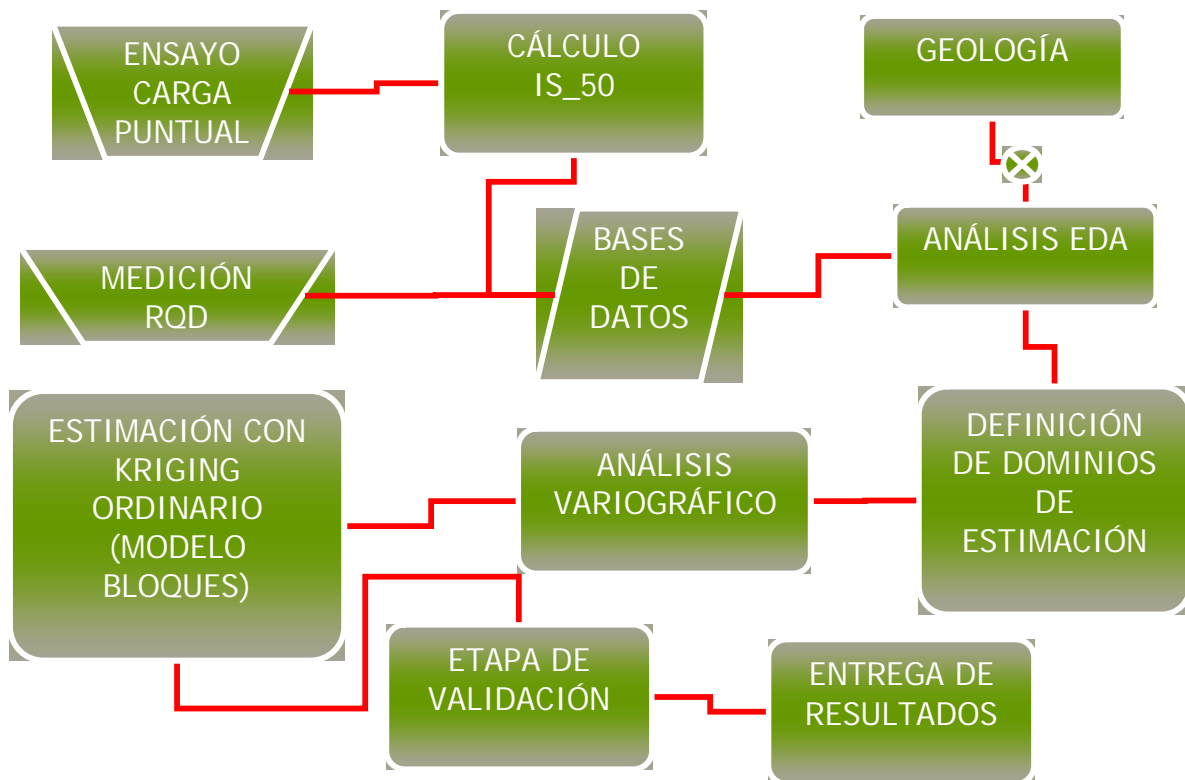 ENSAYO
CARGA
PUNTUAL
CÁLCULO
IS_50
GEOLOGÍA
MEDICIÓN
RQD
BASES
DE
DATOS
ANÁLISIS EDA
ESTIMACIÓN CON
KRIGING
ORDINARIO
(MODELO
BLOQUES)
ANÁLISIS
VARIOGRÁFICO
DEFINICIÓN
DE DOMINIOS
DE
ESTIMACIÓN
ETAPA DE
VALIDACIÓN
ENTREGA DE
RESULTADOS